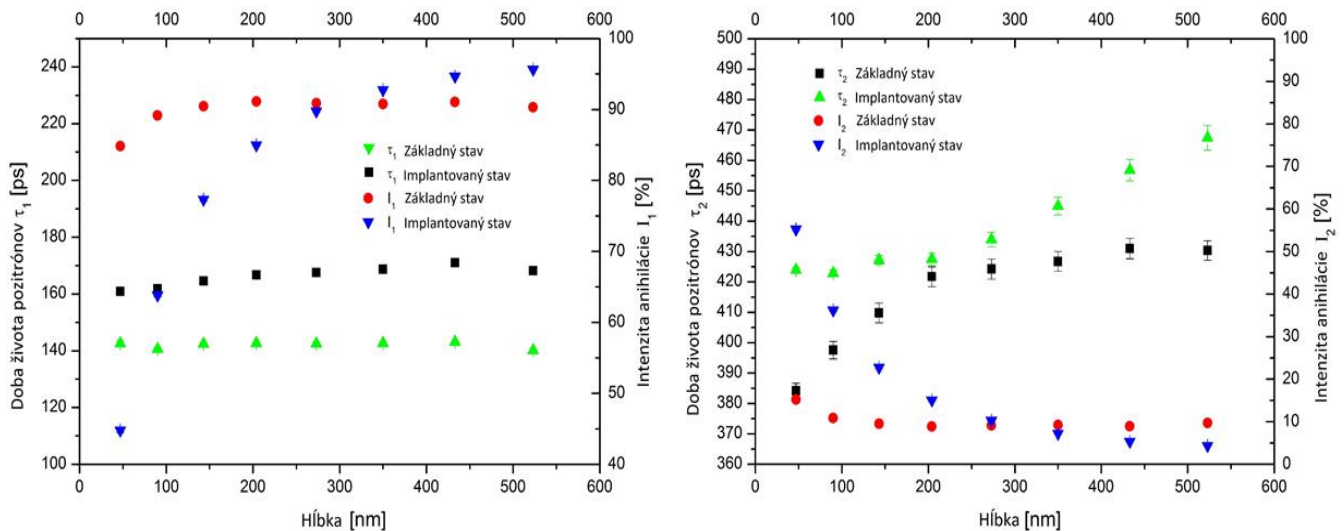 0 100 200 300 400 500 600
240
220
200
180
160
140
120
100
Doba života pozitrónov τ1 [ps]
100
90
80
70
60
50
40
Intenzita anihilácie I1 [%]
τ1 Základný stav
τ1 Implantovaný stav
I1 Základný stav
I1 Implantovaný stav
0 100 200 300 400 500 600
Hĺbka [nm]
0 100 200 300 400 500 600
500
490
480
470
460
450
440
430
420
410
400
390
380
370
360
Doba života pozitrónov τ2 [ps]
100
90
80
70
60
50
40
30
20
10
0
Intenzita anihilácie I2 [%]
τ2 Základný stav
τ2 Implantovaný stav
I2 Základný stav
I2 Implantovaný stav
0 100 200 300 400 500 600
Hĺbka [nm]